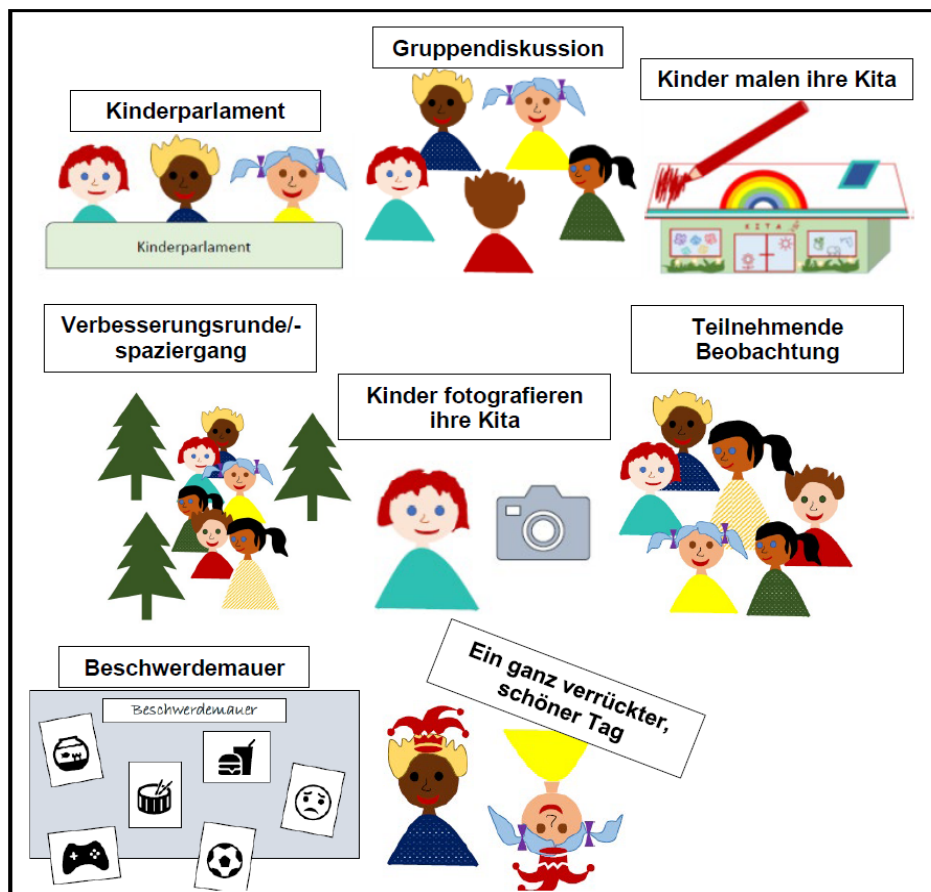 Gruppendiskussion
Kinder malen ihre Kita
Kinderparlament
Kinderparlament
KITA
Verbesserungsrunde/-
spaziergang
Teilnehmende
Beobachtung
Kinder fotografieren
ihre Kita
Beschwerdemauer
Beschwerdemauer
Ein ganz verrückter,
schöner Tag